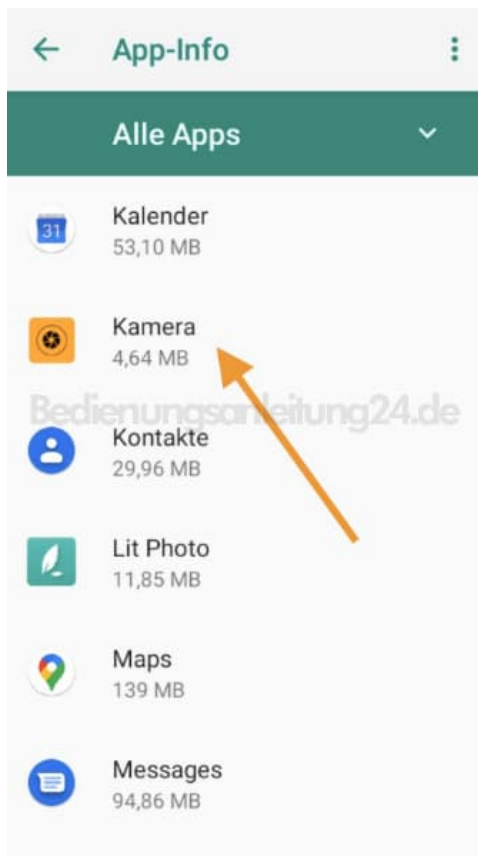 App-Info
Alle Apps
31
Kalender
53,10 MB
Kamera
4,64 MB
Bedienungsanleitung24.de
Kontakte
29,96 MB
Lit Photo
11,85 MB
Maps
139 MB
Messages
94,86 MB